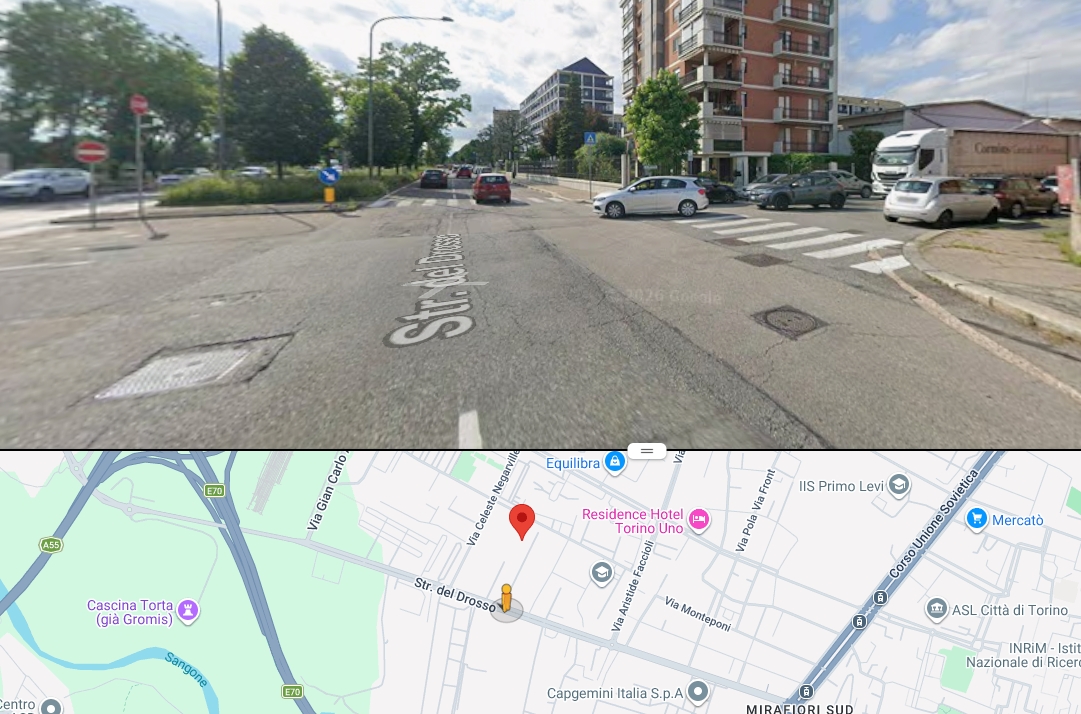 Str. del Drosso
Equilibra
IIS Primo Levi
E70
Via Gian Carlo
Via Celeste Negarville
Residence Hotel
Torino Uno
Via Pola
Via Front
Mercatò
A55
Corso Unione Sovietica
Via Aristide Faccioli
Str. del Drosso
Cascina Torta
(già Gromis)
Via Monteponi
ASL Città di Torino
Sangone
INRiM - Istit
Nazionale di Ricerc
E70
Capgemini Italia S.p.A
Centro
MIRAFIORI SUD